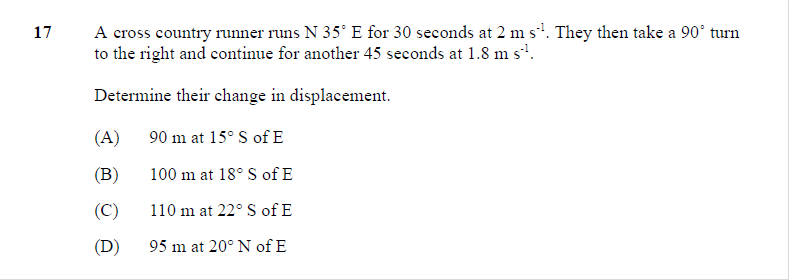 17 A cross country runner runs N 35° E for 30 seconds at 2 m s⁻¹. They then take a 90° turn
to the right and continue for another 45 seconds at 1.8 m s⁻¹.
Determine their change in displacement.
(A) 90 m at 15° S of E
(B) 100 m at 18° S of E
(C) 110 m at 22° S of E
(D) 95 m at 20° N of E